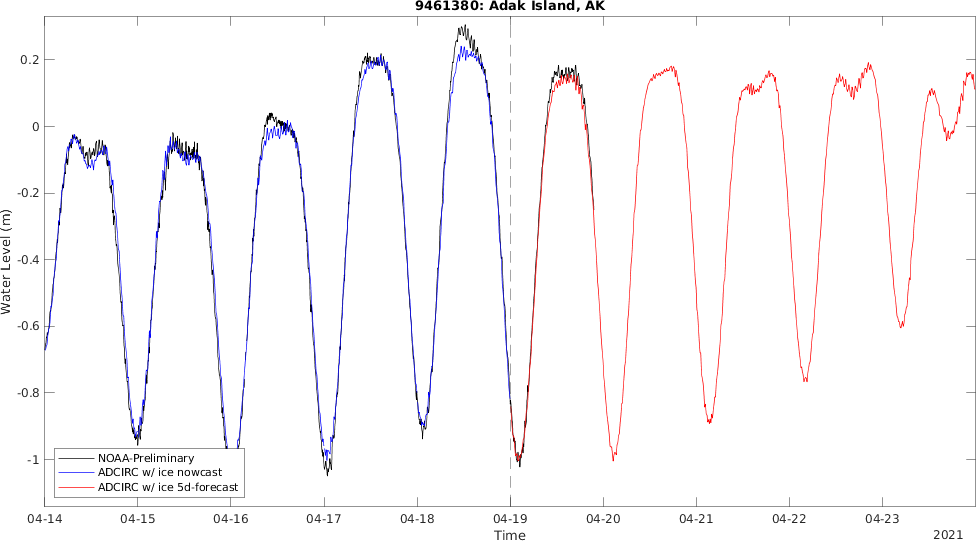 9461380: Adak Island, AK
Water Level (m)
0.2
0
-0.2
-0.4
-0.6
-0.8
-1
NOAA-Preliminary
ADCIRC w/ ice nowcast
ADCIRC w/ ice 5d-forecast
04-14 04-15 04-16 04-17 04-18 04-19 04-20 04-21 04-22 04-23
Time
2021